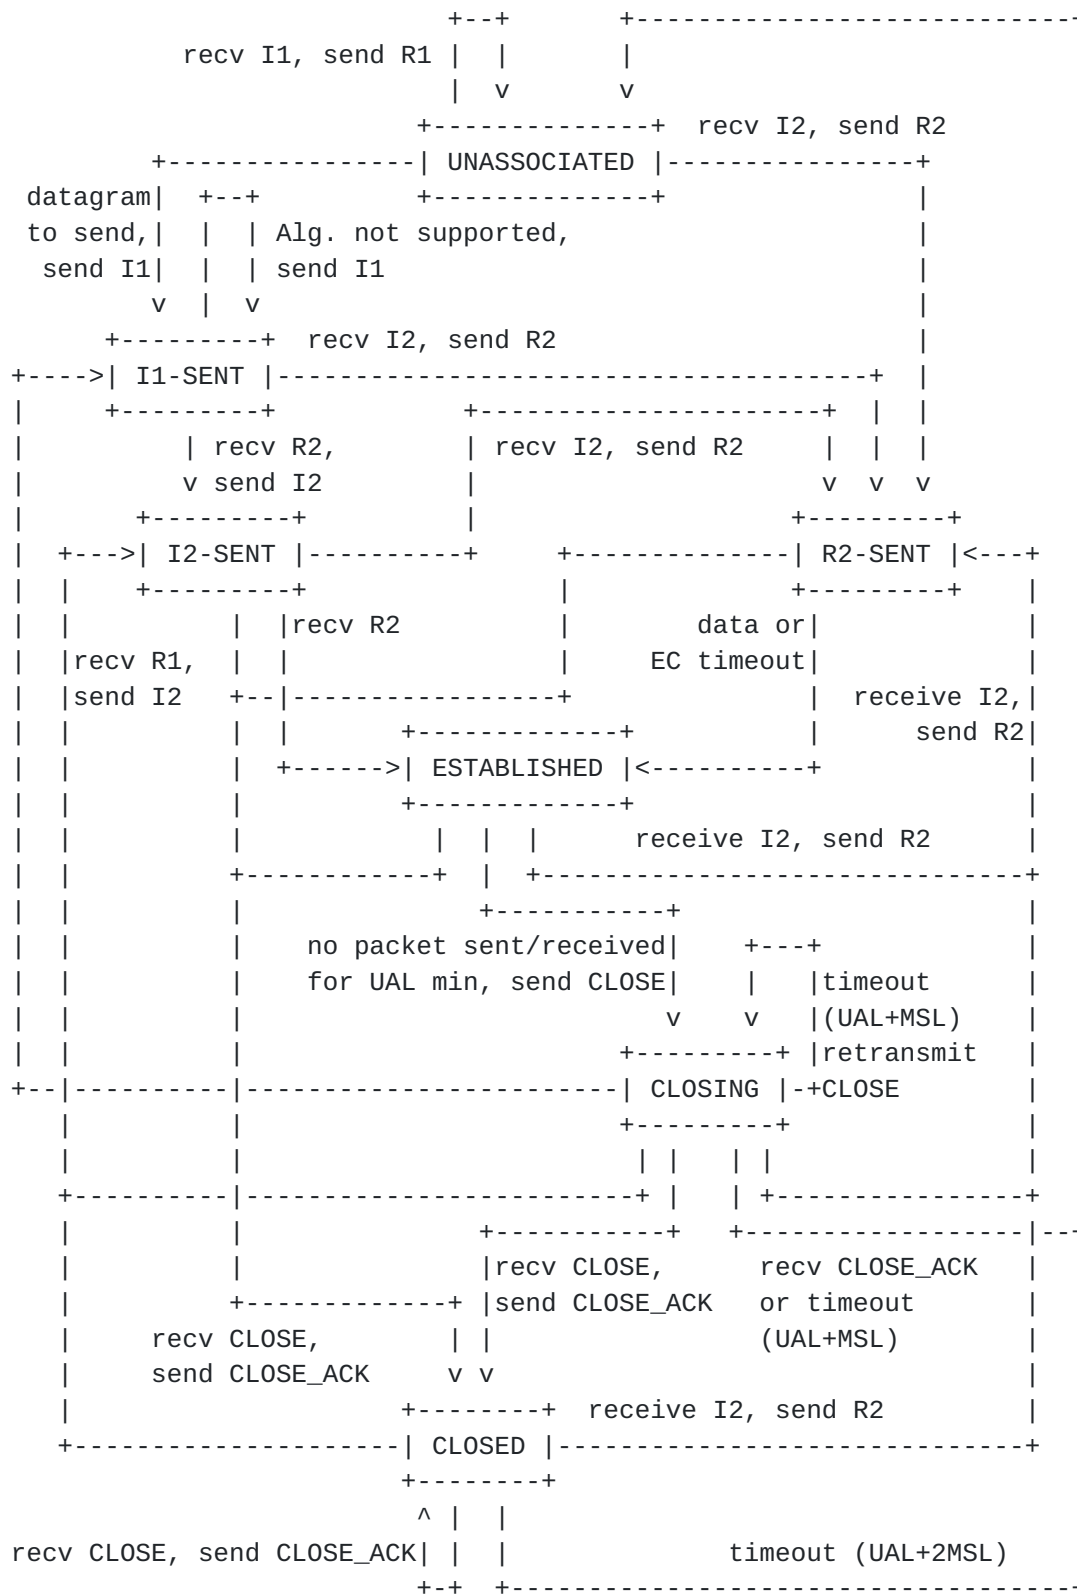 +--+       +----------------------------+
           recv I1, send R1 |  |       |
                            |  v       v
                          +--------------+  recv I2, send R2
         +----------------| UNASSOCIATED |----------------+
 datagram|  +--+          +--------------+                |
 to send,|  |  | Alg. not supported,                      |
  send I1|  |  | send I1                                  |
         v  |  v                                          |
      +---------+  recv I2, send R2                       |
+---->| I1-SENT |--------------------------------------+  |
|     +---------+            +----------------------+  |  |
|          | recv R2,        | recv I2, send R2     |  |  |
|          v send I2         |                      v  v  v
|       +---------+          |                    +---------+
|  +--->| I2-SENT |----------+     +--------------| R2-SENT |<---+
|  |    +---------+                |              +---------+    |
|  |          |  |recv R2          |        data or|             |
|  |recv R1,  |  |                 |     EC timeout|             |
|  |send I2   +--|-----------------+               |  receive I2,|
|  |          |  |       +-------------+           |      send R2|
|  |          |  +------>| ESTABLISHED |<----------+             |
|  |          |          +-------------+                         |
|  |          |            |  |  |      receive I2, send R2      |
|  |          +------------+  |  +-------------------------------+
|  |          |               +-----------+                      |
|  |          |    no packet sent/received|    +---+             |
|  |          |    for UAL min, send CLOSE|    |   |timeout      |
|  |          |                           v    v   |(UAL+MSL)    |
|  |          |                        +---------+ |retransmit   |
+--|----------|------------------------| CLOSING |-+CLOSE        |
   |          |                        +---------+               |
   |          |                         | |   | |                |
   +----------|-------------------------+ |   | +----------------+
   |          |               +-----------+   +------------------|--+
   |          |               |recv CLOSE,      recv CLOSE_ACK   |
   |          +-------------+ |send CLOSE_ACK   or timeout       |
   |     recv CLOSE,        | |                 (UAL+MSL)        |
   |     send CLOSE_ACK     v v                                  |
   |                     +--------+  receive I2, send R2         |
   +---------------------| CLOSED |------------------------------+
                         +--------+
                          ^ |  |
recv CLOSE, send CLOSE_ACK| |  |              timeout (UAL+2MSL)
                          +-+  +------------------------------------+